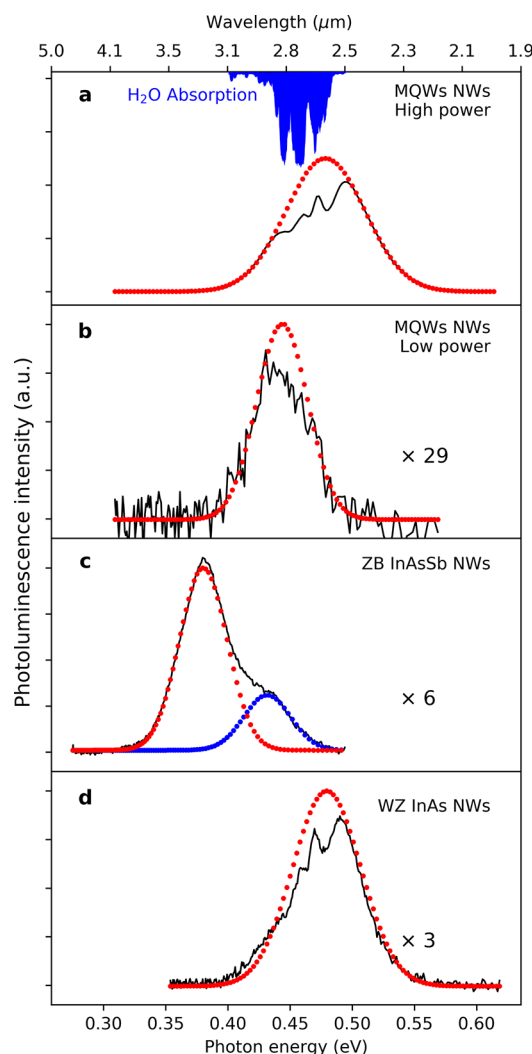 Wavelength (μm)
5.0 4.1 3.5 3.1 2.8 2.5 2.3 2.1 1.9
a
H₂O Absorption
MQWs NWs
High power
b
MQWs NWs
Low power
× 29
c
ZB InAsSb NWs
× 6
d
WZ InAs NWs
× 3
Photoluminescence intensity (a.u.)
0.30 0.35 0.40 0.45 0.50 0.55 0.60
Photon energy (eV)